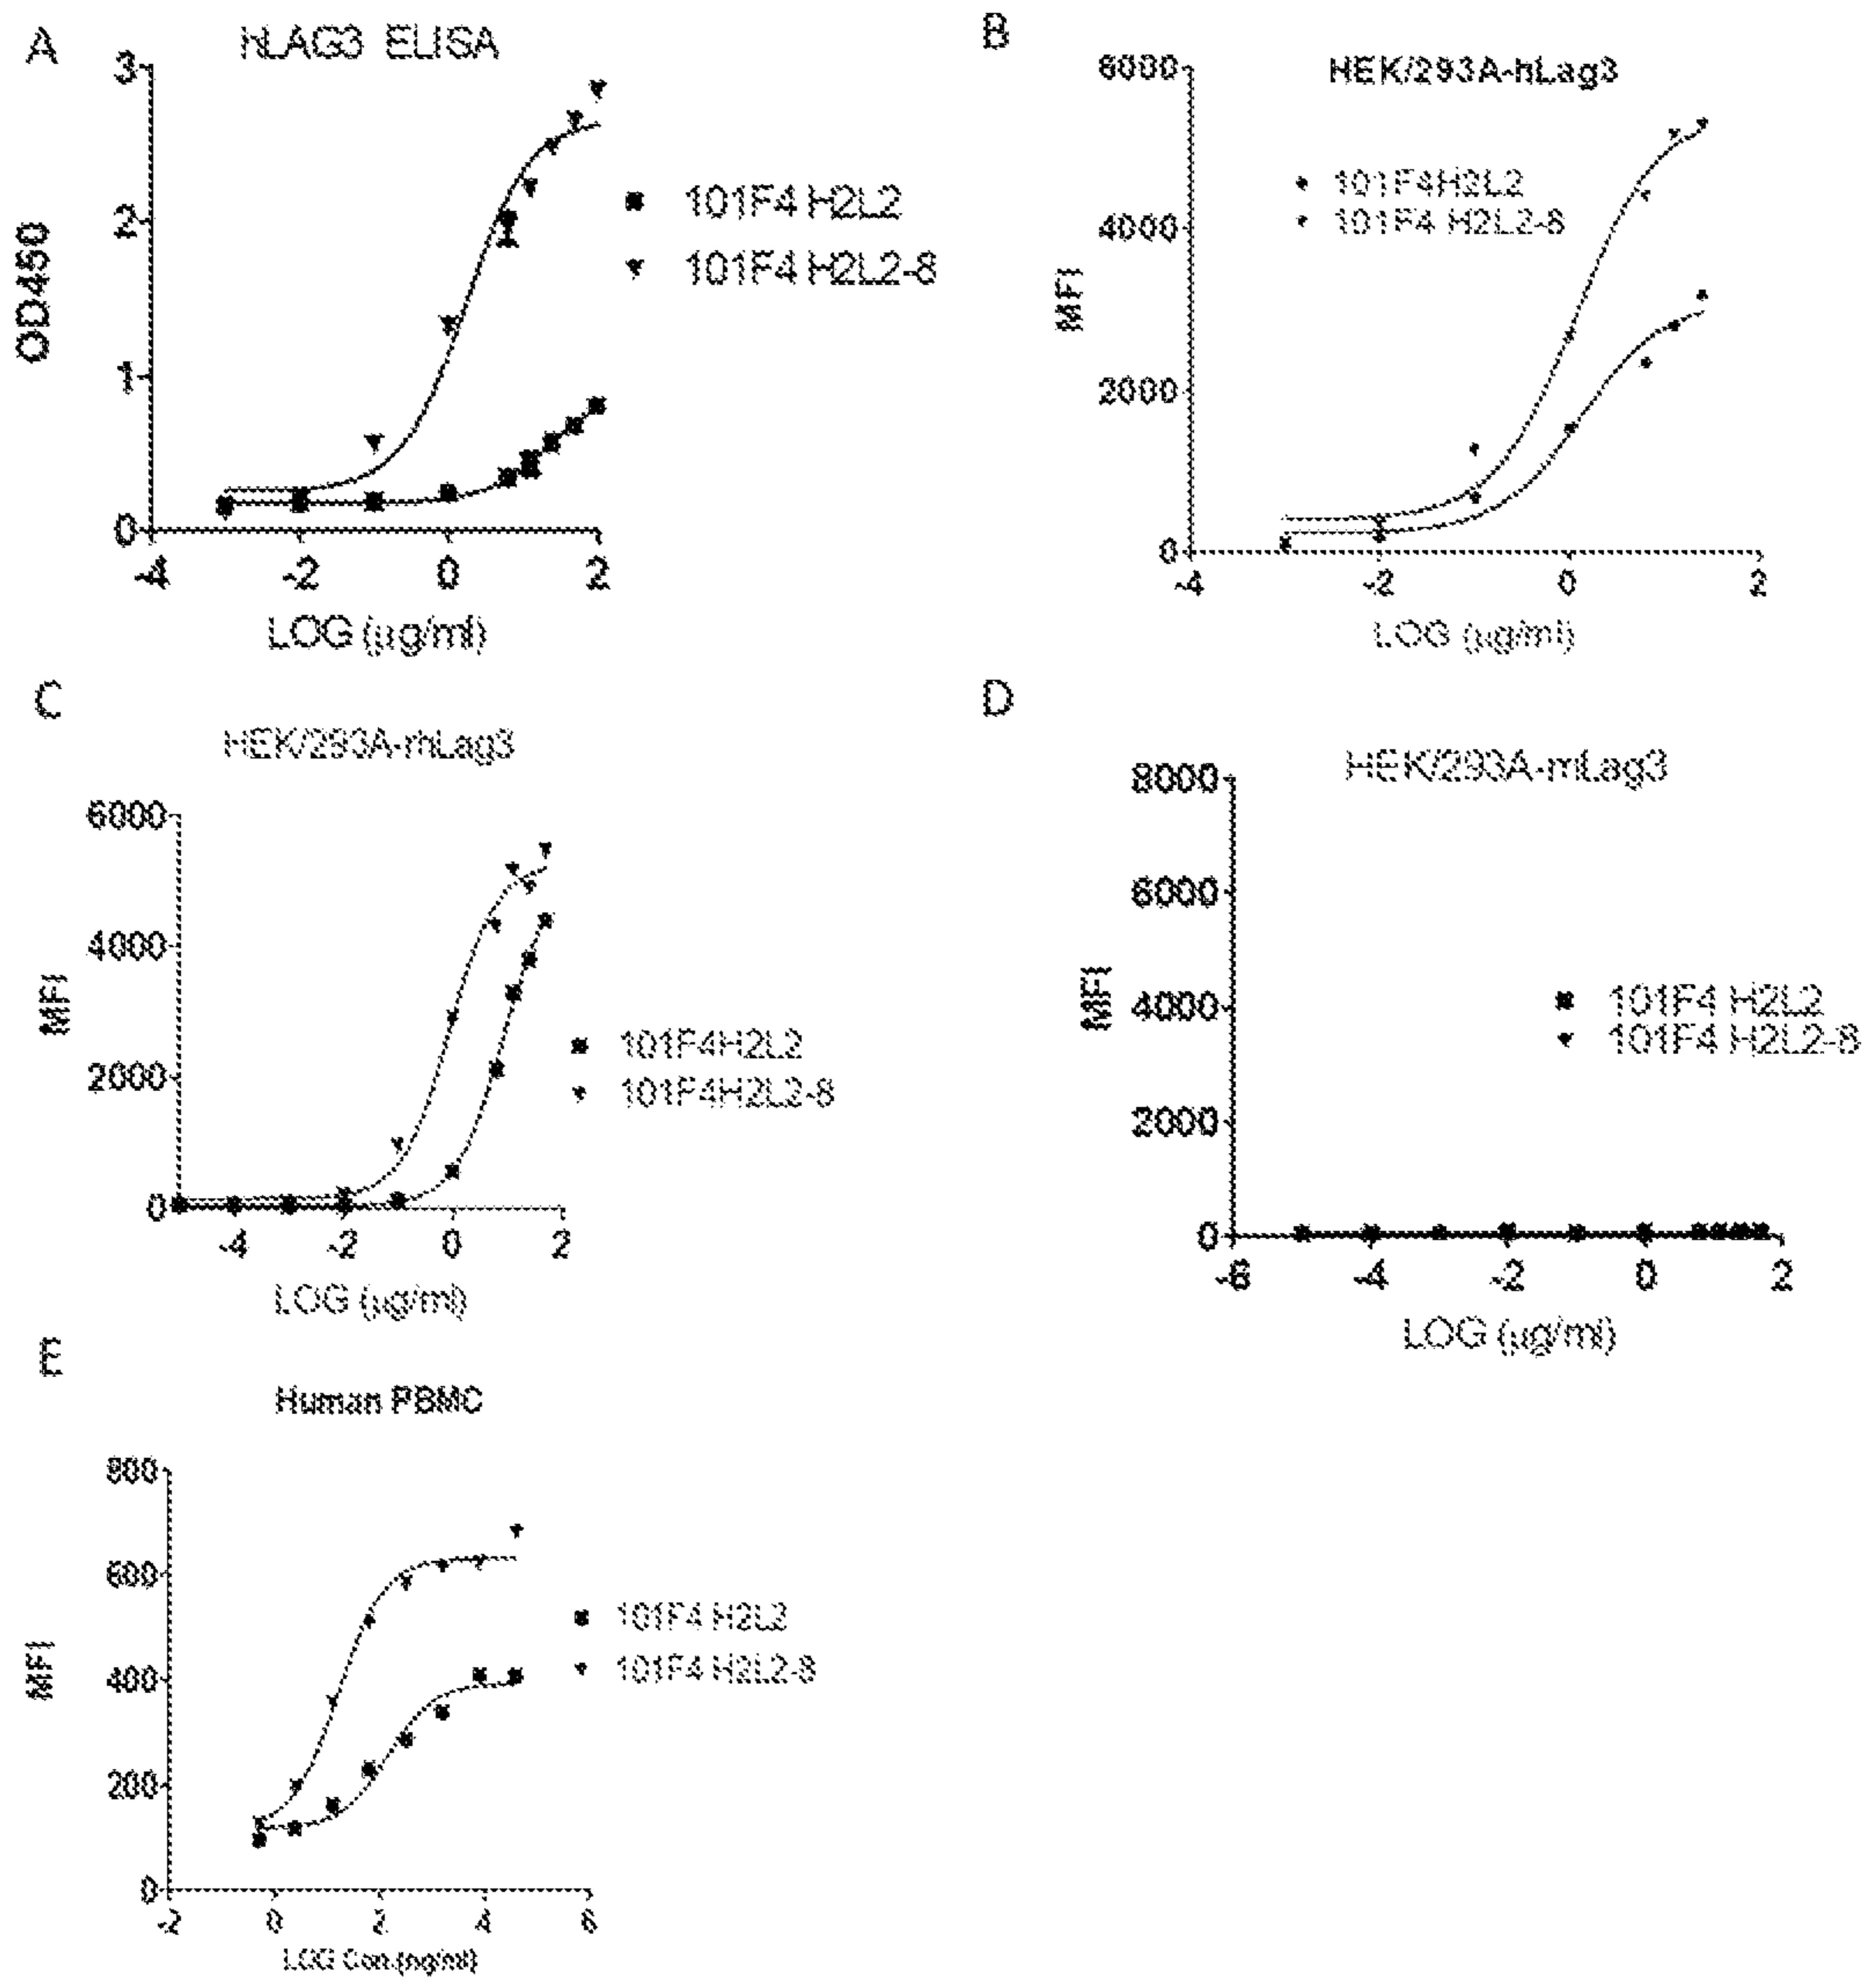 A
hLAG3 ELISA
3
2
1
0
OD450
-4
-2
0
2
LOG (µg/ml)
101F4 H2L2
101F4 H2L2-8
B
HEK/293A-hLag3
6000
4000
2000
0
MFI
-4
-2
0
2
LOG (µg/ml)
101F4H2L2
101F4 H2L2-8
C
HEK/293A-rhLag3
6000
4000
2000
0
MFI
-4
-2
0
2
LOG (µg/ml)
101F4H2L2
101F4H2L2-8
D
HEK/293A-mLag3
8000
6000
4000
2000
0
MFI
-6
-4
-2
0
2
LOG (µg/ml)
101F4 H2L2
101F4 H2L2-8
E
Human PBMC
800
600
400
200
0
MFI
-2
0
2
4
6
LOG Con.(ng/ml)
101F4 H2L2
101F4 H2L2-8